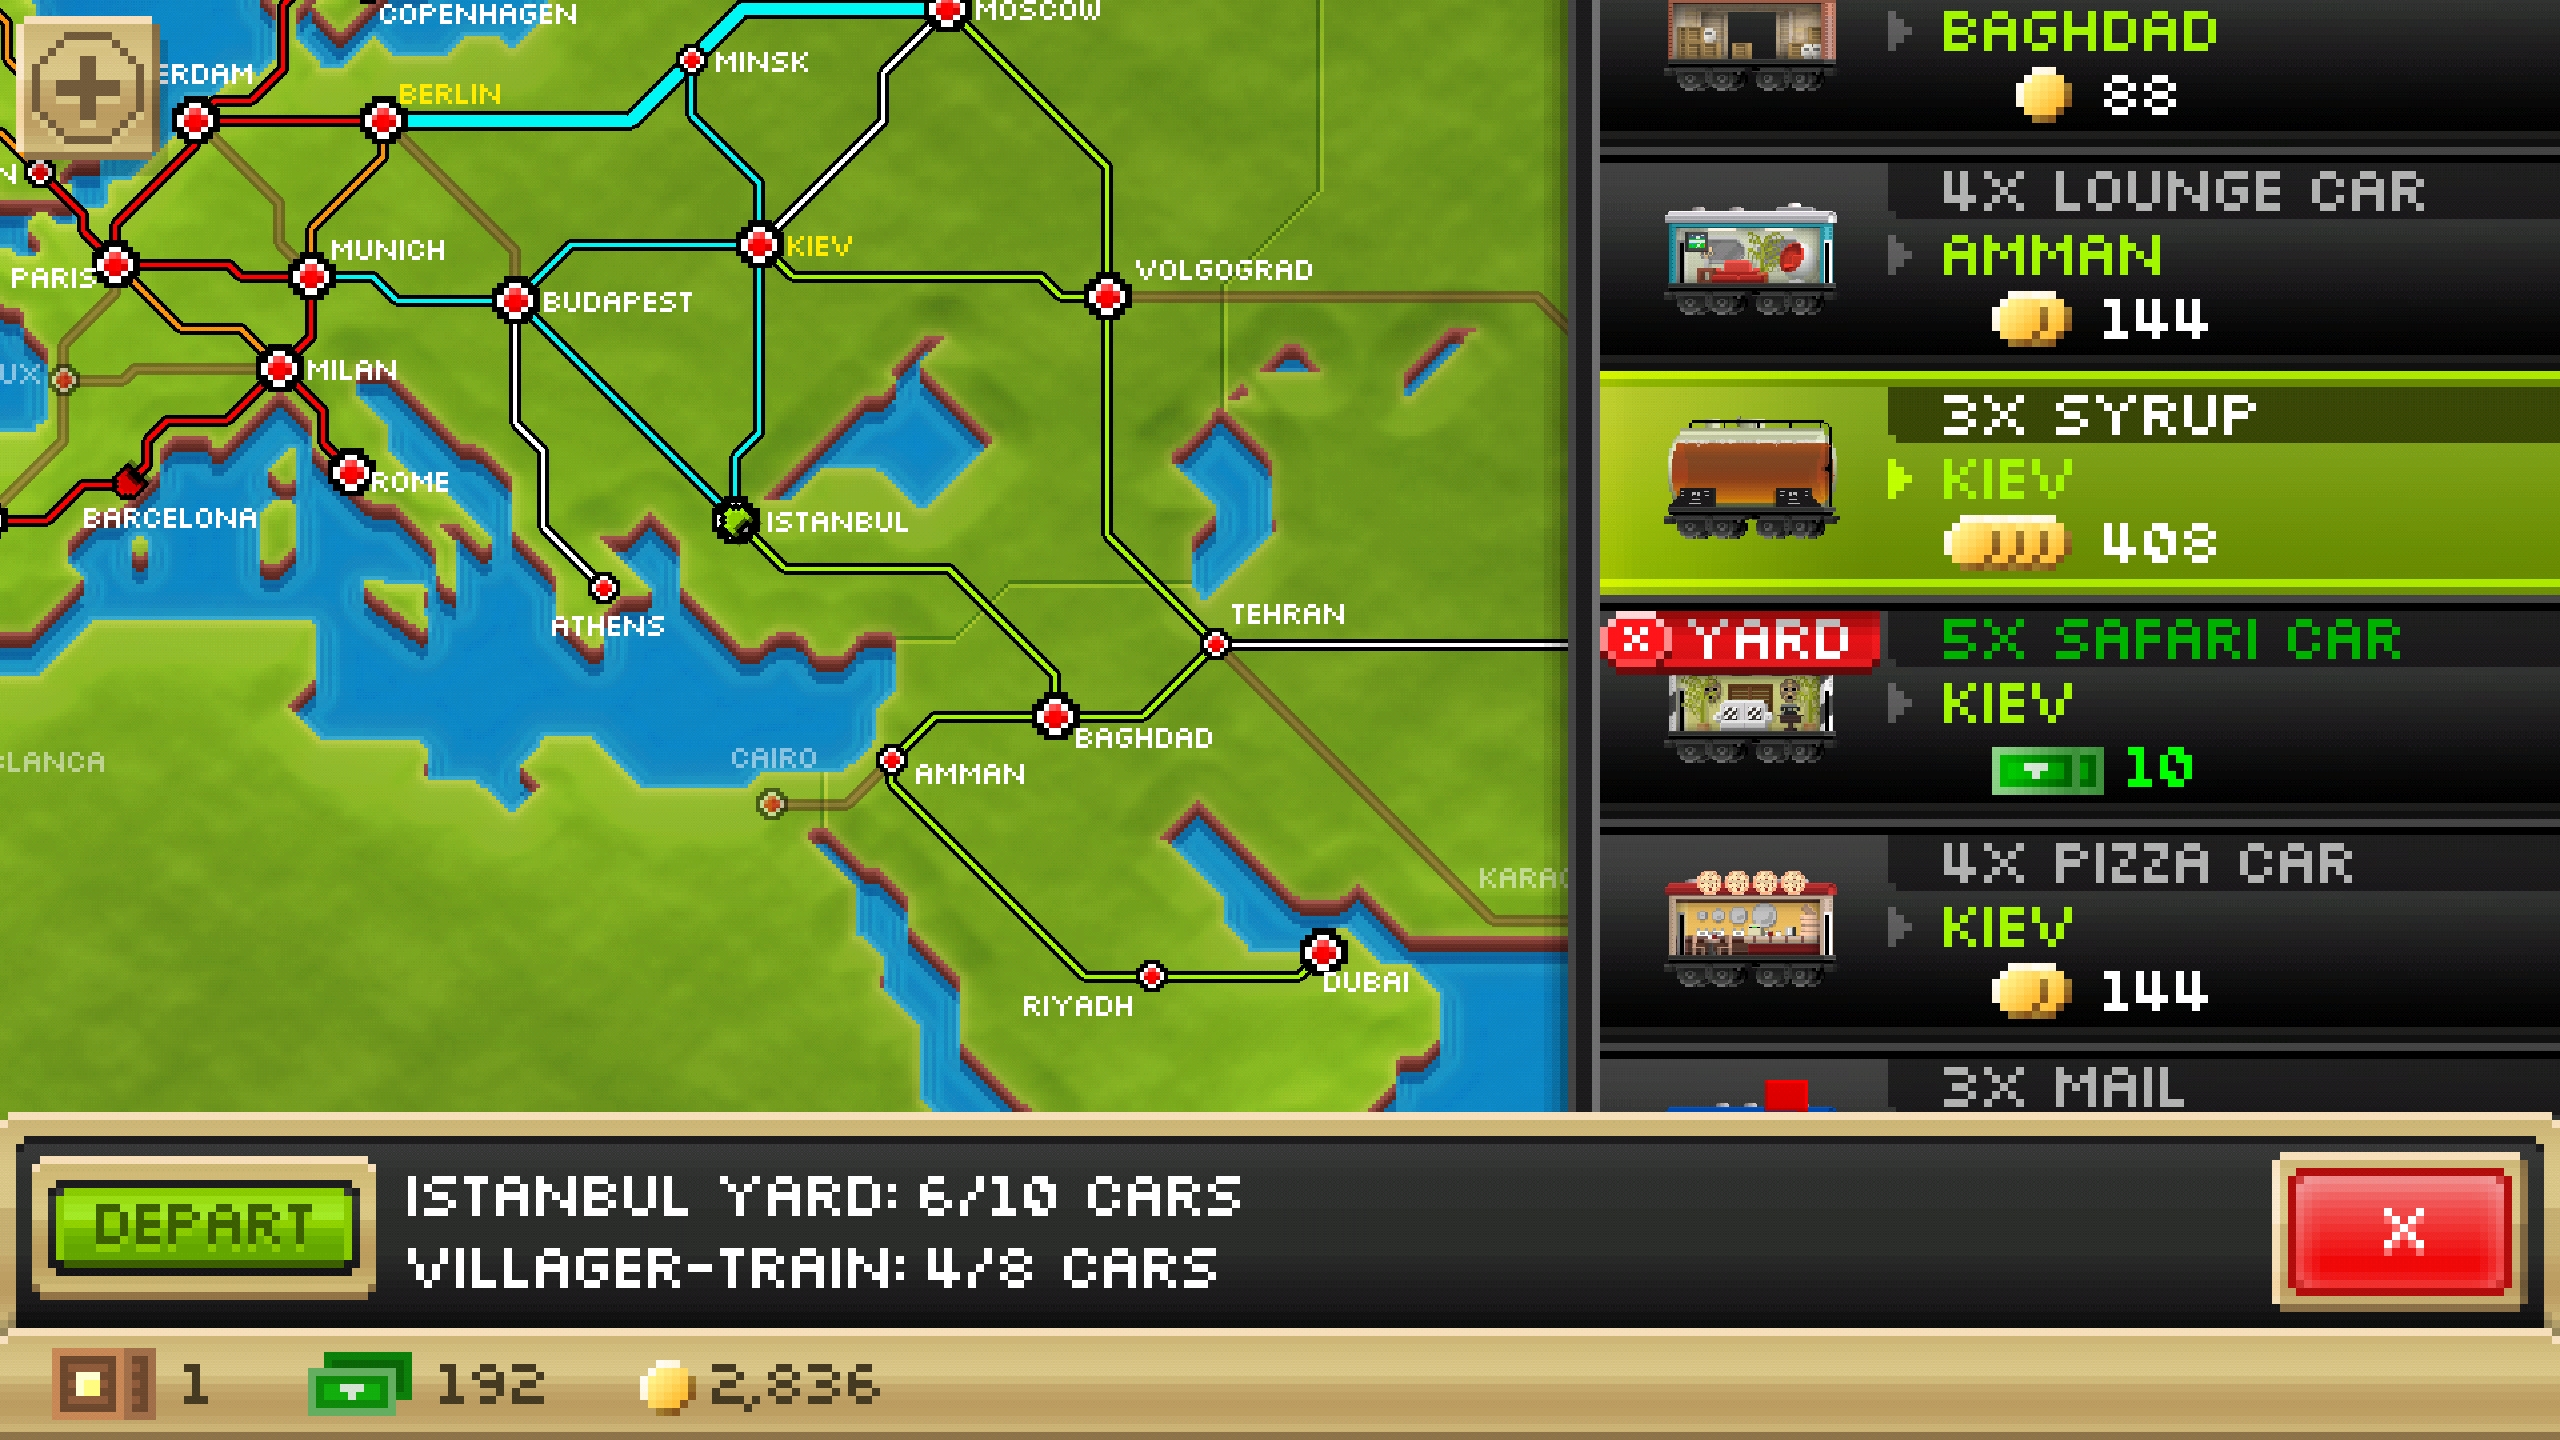 COPENHAGEN
MOSCOW
ERDAM
MINSK
BERLIN
N
MUNICH
KIEV
PARIS
BUDAPEST
VOLGOGRAD
UX
MILAN
ROME
BARCELONA
ISTANBUL
ATHENS
TEHRAN
LANCA
CAIRO
BAGHDAD
AMMAN
KARAC
RIYADH
DUBAI
BAGHDAD
88
4X LOUNGE CAR
AMMAN
144
3X SYRUP
KIEV
408
X YARD
5X SAFARI CAR
KIEV
10
4X PIZZA CAR
KIEV
144
3X MAIL
DEPART
ISTANBUL YARD: 6/10 CARS
VILLAGER-TRAIN: 4/8 CARS
X
1
192
2,836